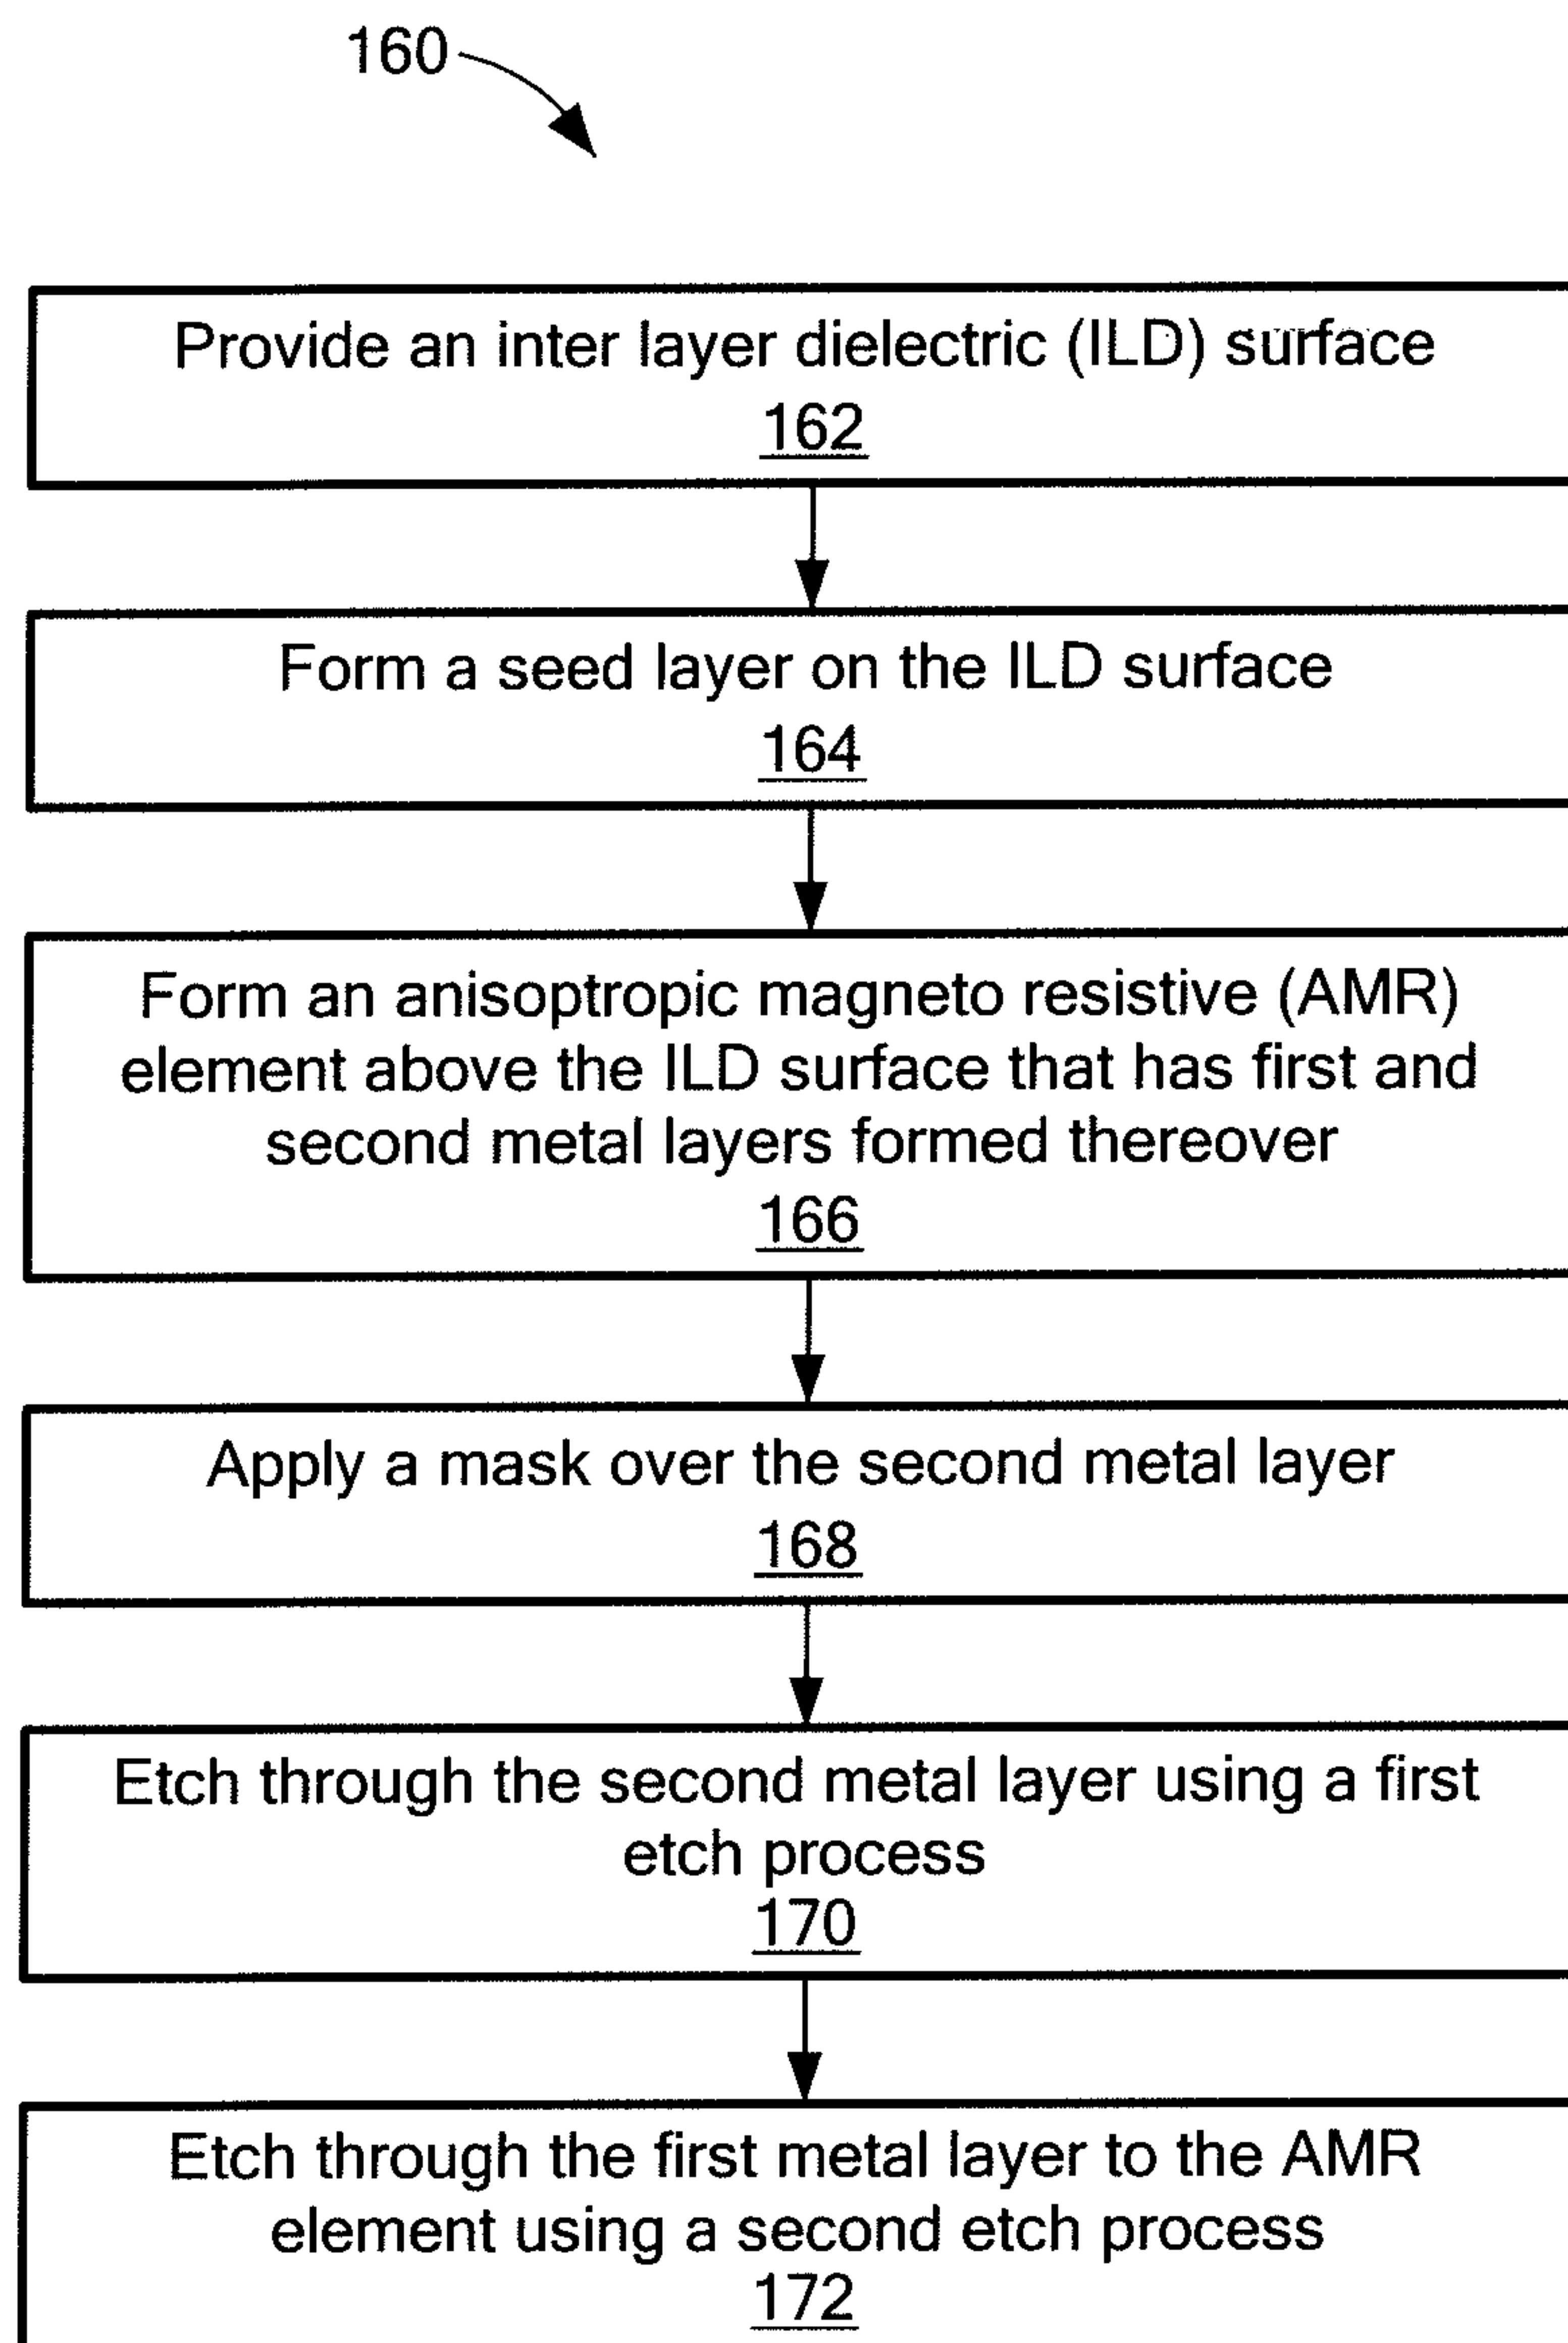 160
Provide an inter layer dielectric (ILD) surface
162
Form a seed layer on the ILD surface
164
Form an anisoptropic magneto resistive (AMR)
element above the ILD surface that has first and
second metal layers formed thereover
166
Apply a mask over the second metal layer
168
Etch through the second metal layer using a first
etch process
170
Etch through the first metal layer to the AMR
element using a second etch process
172